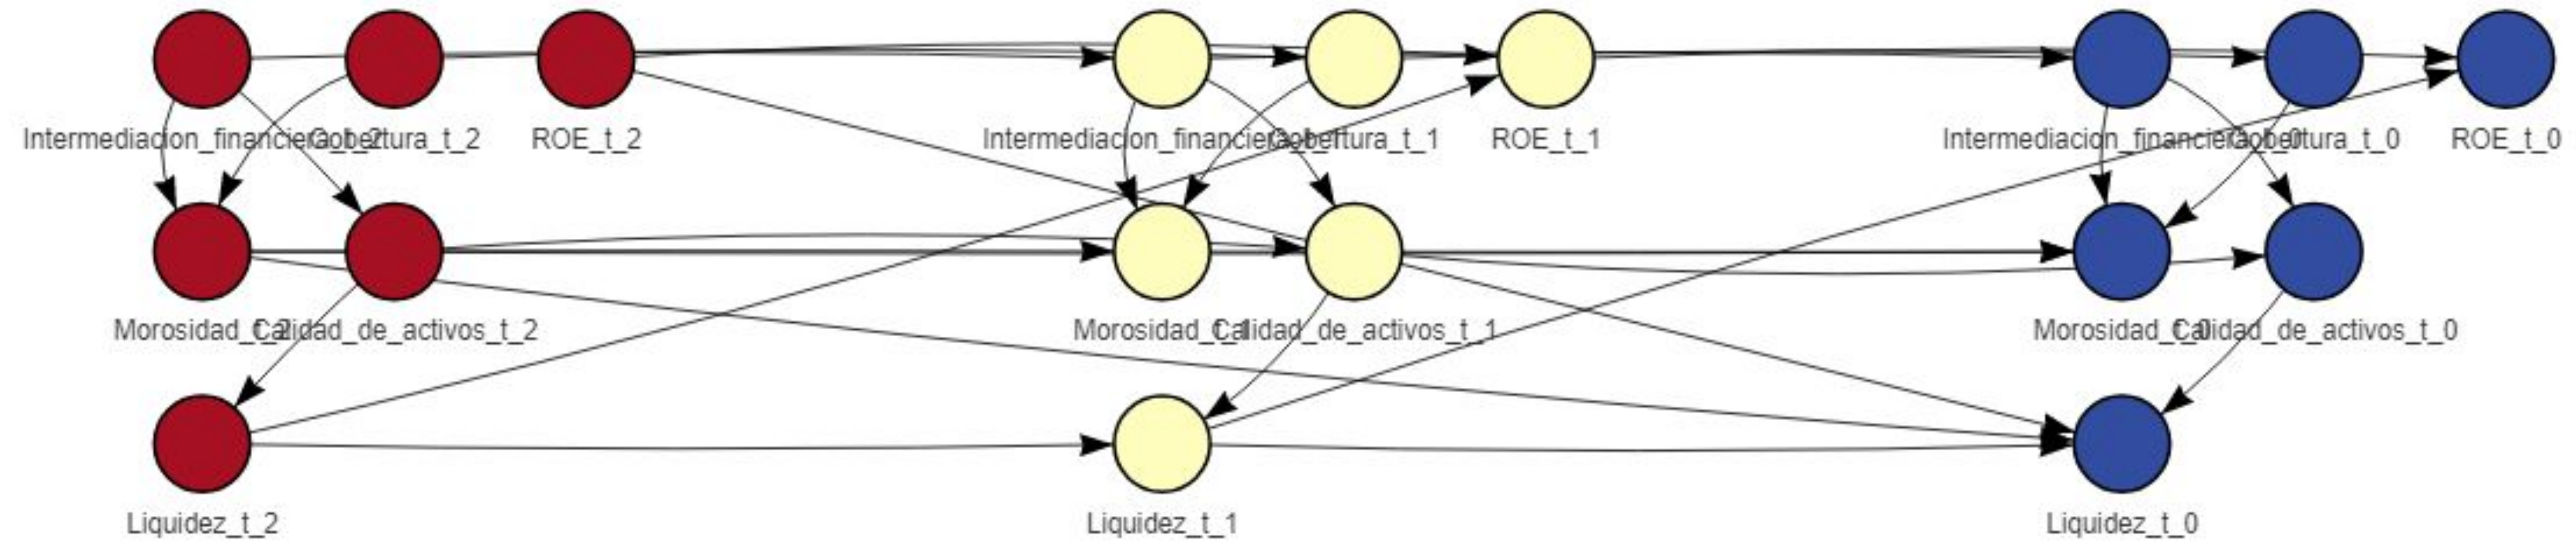 Intermediacion_financiera_t_2
Cobertura_t_2
ROE_t_2
Intermediacion_financiera_t_1
Cobertura_t_1
ROE_t_1
Intermediacion_financiera_t_0
Cobertura_t_0
ROE_t_0
Morosidad_t_2
Calidad_de_activos_t_2
Morosidad_t_1
Calidad_de_activos_t_1
Morosidad_t_0
Calidad_de_activos_t_0
Liquidez_t_2
Liquidez_t_1
Liquidez_t_0